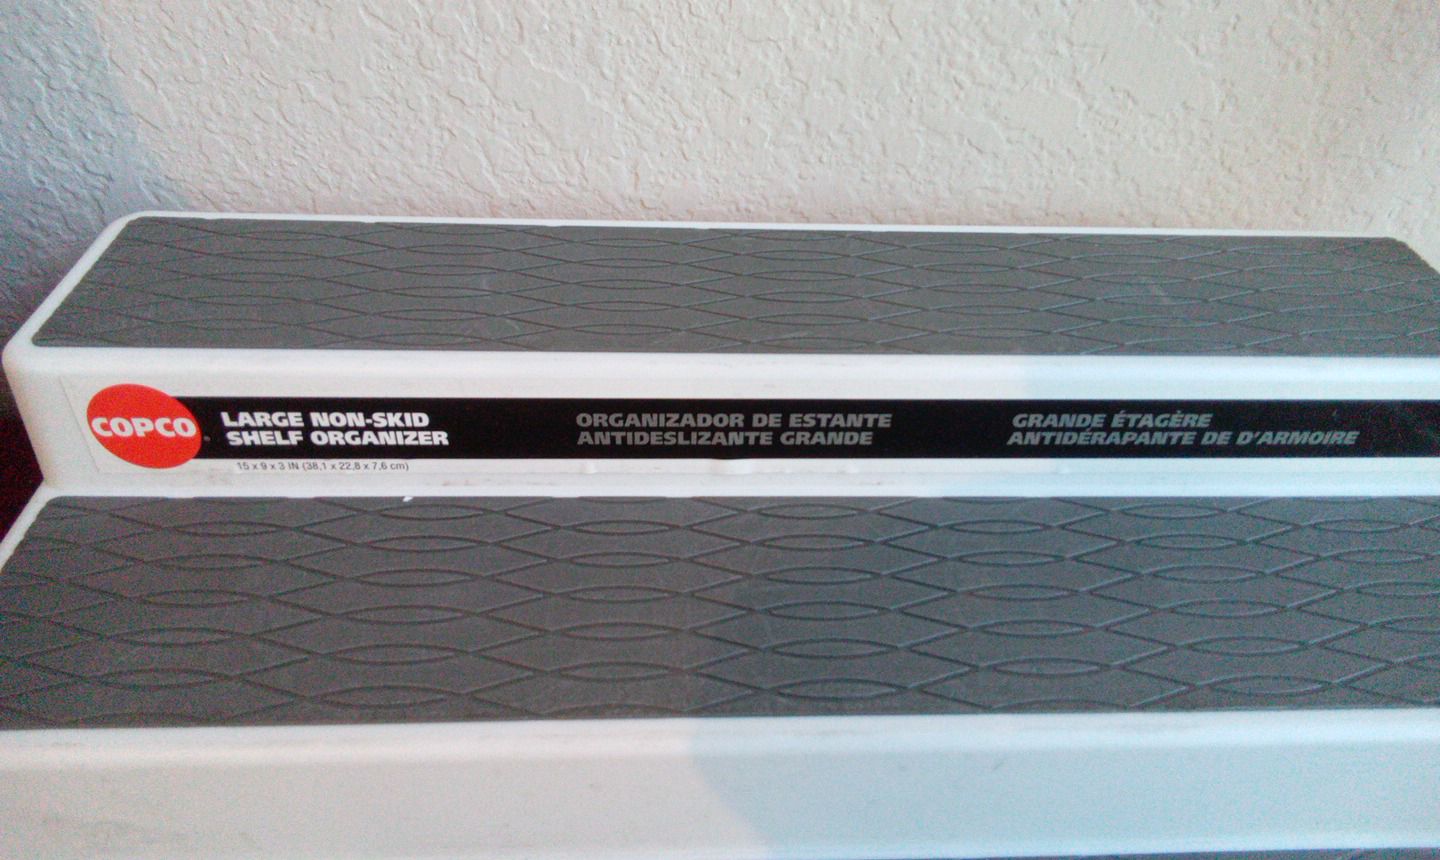 COPCO
LARGE NON-SKID
SHELF ORGANIZER
15 x 9 x 3 IN (38,1 x 22,8 x 7,6 cm)
ORGANIZADOR DE ESTANTE
ANTIDESLIZANTE GRANDE
GRANDE ÉTAGÈRE
ANTIDÉRAPANTE DE D'ARMOIRE